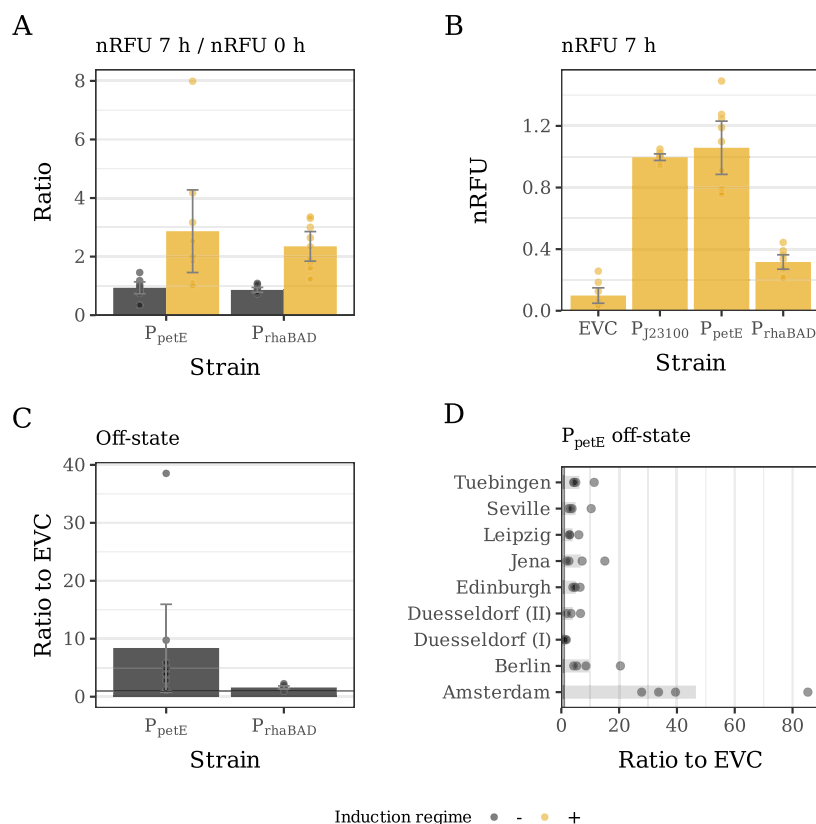 A
nRFU 7 h / nRFU 0 h
Ratio
8
6
4
2
0
PpetE PrhaBAD
Strain
B
nRFU 7 h
nRFU
1.2
0.8
0.4
0.0
EVC PJ23100 PpetE PrhaBAD
Strain
C
Off-state
Ratio to EVC
40
30
20
10
0
PpetE PrhaBAD
Strain
D
PpetE off-state
Tuebingen
Seville
Leipzig
Jena
Edinburgh
Duesseldorf (II)
Duesseldorf (I)
Berlin
Amsterdam
0 20 40 60 80
Ratio to EVC
Induction regime - +